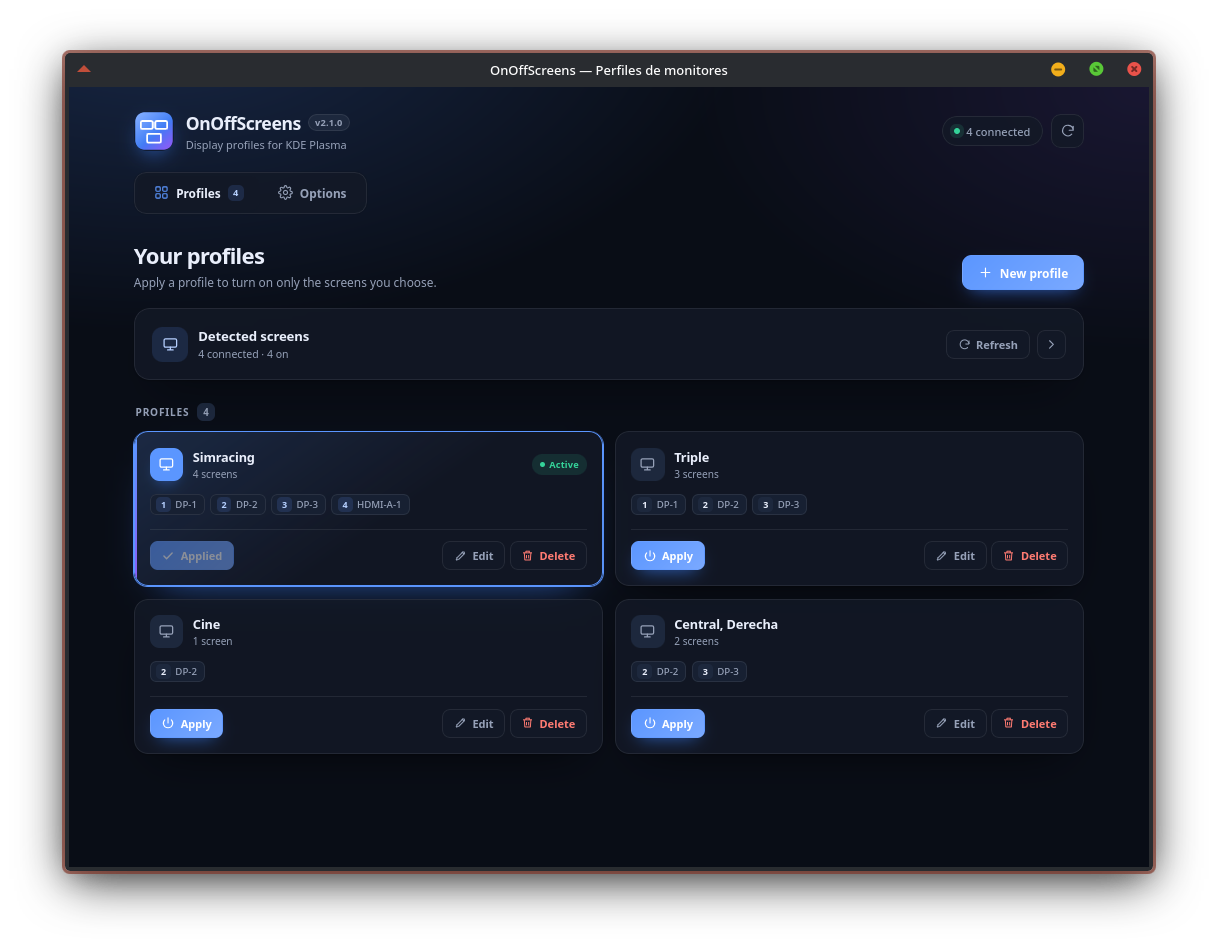 OnOffScreens — Perfiles de monitores
OnOffScreens v2.1.0
Display profiles for KDE Plasma
4 connected
Profiles 4 Options
Your profiles
Apply a profile to turn on only the screens you choose.
New profile
Detected screens
4 connected · 4 on
Refresh
PROFILES 4
Simracing
4 screens
Active
1 DP-1 2 DP-2 3 DP-3 4 HDMI-A-1
Applied Edit Delete
Triple
3 screens
1 DP-1 2 DP-2 3 DP-3
Apply Edit Delete
Cine
1 screen
2 DP-2
Apply Edit Delete
Central, Derecha
2 screens
2 DP-2 3 DP-3
Apply Edit Delete